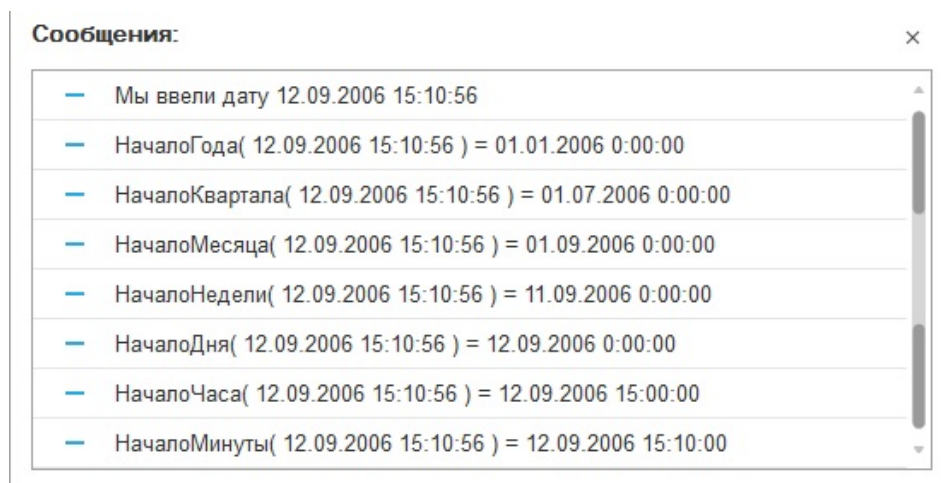 Сообщения:
Мы ввели дату 12.09.2006 15:10:56
НачалоГода( 12.09.2006 15:10:56 ) = 01.01.2006 0:00:00
НачалоКвартала( 12.09.2006 15:10:56 ) = 01.07.2006 0:00:00
НачалоМесяца( 12.09.2006 15:10:56 ) = 01.09.2006 0:00:00
НачалоНедели( 12.09.2006 15:10:56 ) = 11.09.2006 0:00:00
НачалоДня( 12.09.2006 15:10:56 ) = 12.09.2006 0:00:00
НачалоЧаса( 12.09.2006 15:10:56 ) = 12.09.2006 15:00:00
НачалоМинуты( 12.09.2006 15:10:56 ) = 12.09.2006 15:10:00